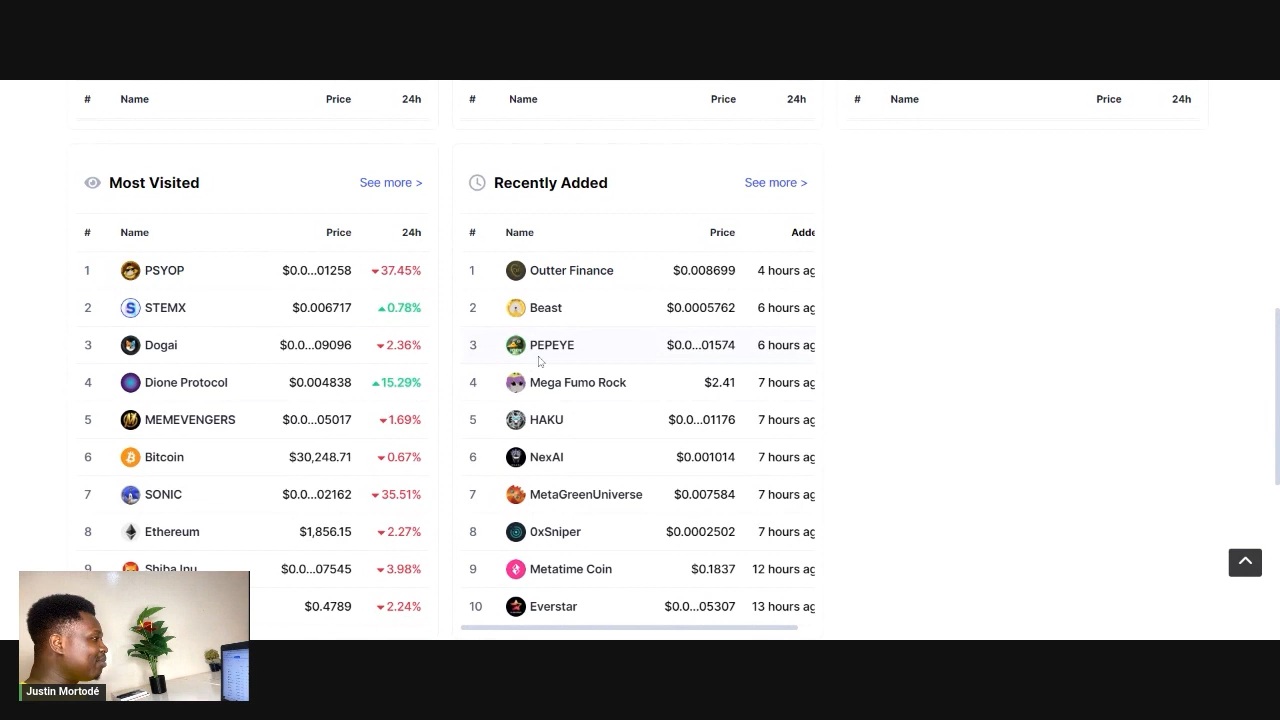 # Name Price 24h
# Name Price 24h
# Name Price 24h
Most Visited See more >
# Name Price 24h
1 PSYOP $0.0...01258 37.45%
2 STEMX $0.006717 0.78%
3 Dogai $0.0...09096 2.36%
4 Dione Protocol $0.004838 15.29%
5 MEMEVENGERS $0.0...05017 1.69%
6 Bitcoin $30,248.71 0.67%
7 SONIC $0.0...02162 35.51%
8 Ethereum $1,856.15 2.27%
9 Shiba Inu $0.0...07545 3.98%
$0.4789 2.24%
Recently Added See more >
# Name Price Adde
1 Outter Finance $0.008699 4 hours ag
2 Beast $0.0005762 6 hours ag
3 PEPEYE $0.0...01574 6 hours ag
4 Mega Fumo Rock $2.41 7 hours ag
5 HAKU $0.0...01176 7 hours ag
6 NexAI $0.001014 7 hours ag
7 MetaGreenUniverse $0.007584 7 hours ag
8 0xSniper $0.0002502 7 hours ag
9 Metatime Coin $0.1837 12 hours ag
10 Everstar $0.0...05307 13 hours ag
Justin Mortodé